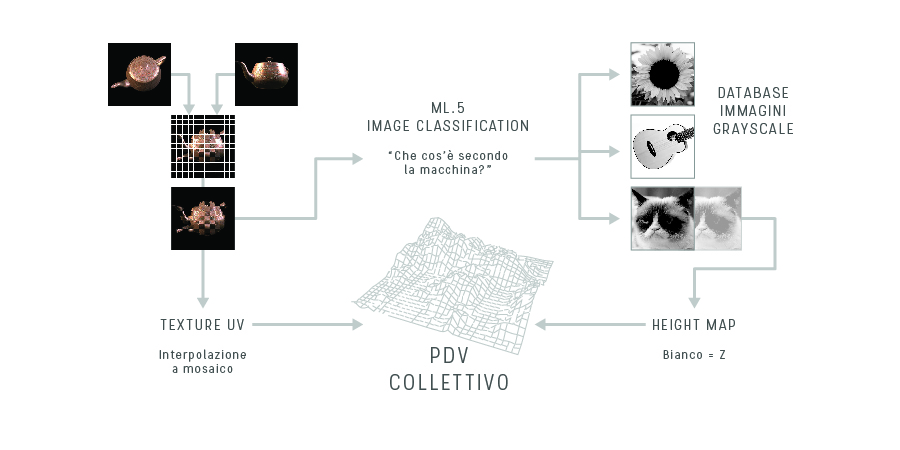 ML.5
IMAGE CLASSIFICATION
“Che cos’è secondo
la macchina?”
DATABASE
IMMAGINI
GRAYSCALE
TEXTURE UV
Interpolazione
a mosaico
PDV
COLLETTIVO
HEIGHT MAP
Bianco = Z